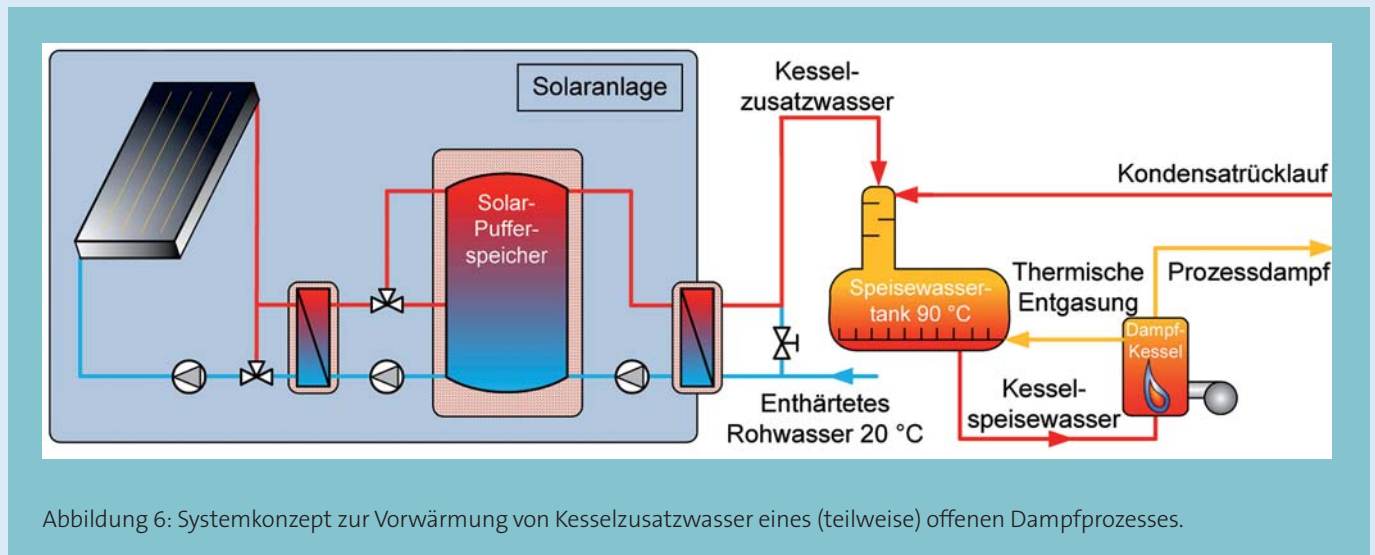 Solaranlage
Solar-
Puffer-
speicher
Kessel-
zusatzwasser
Kondensatrücklauf
Speisewasser-
tank 90 °C
Thermische
Entgasung
Prozessdampf
Dampf-
Kessel
Enthärtetes
Rohwasser 20 °C
Kessel-
speisewasser
Abbildung 6: Systemkonzept zur Vorwärmung von Kesselzusatzwasser eines (teilweise) offenen Dampfprozesses.